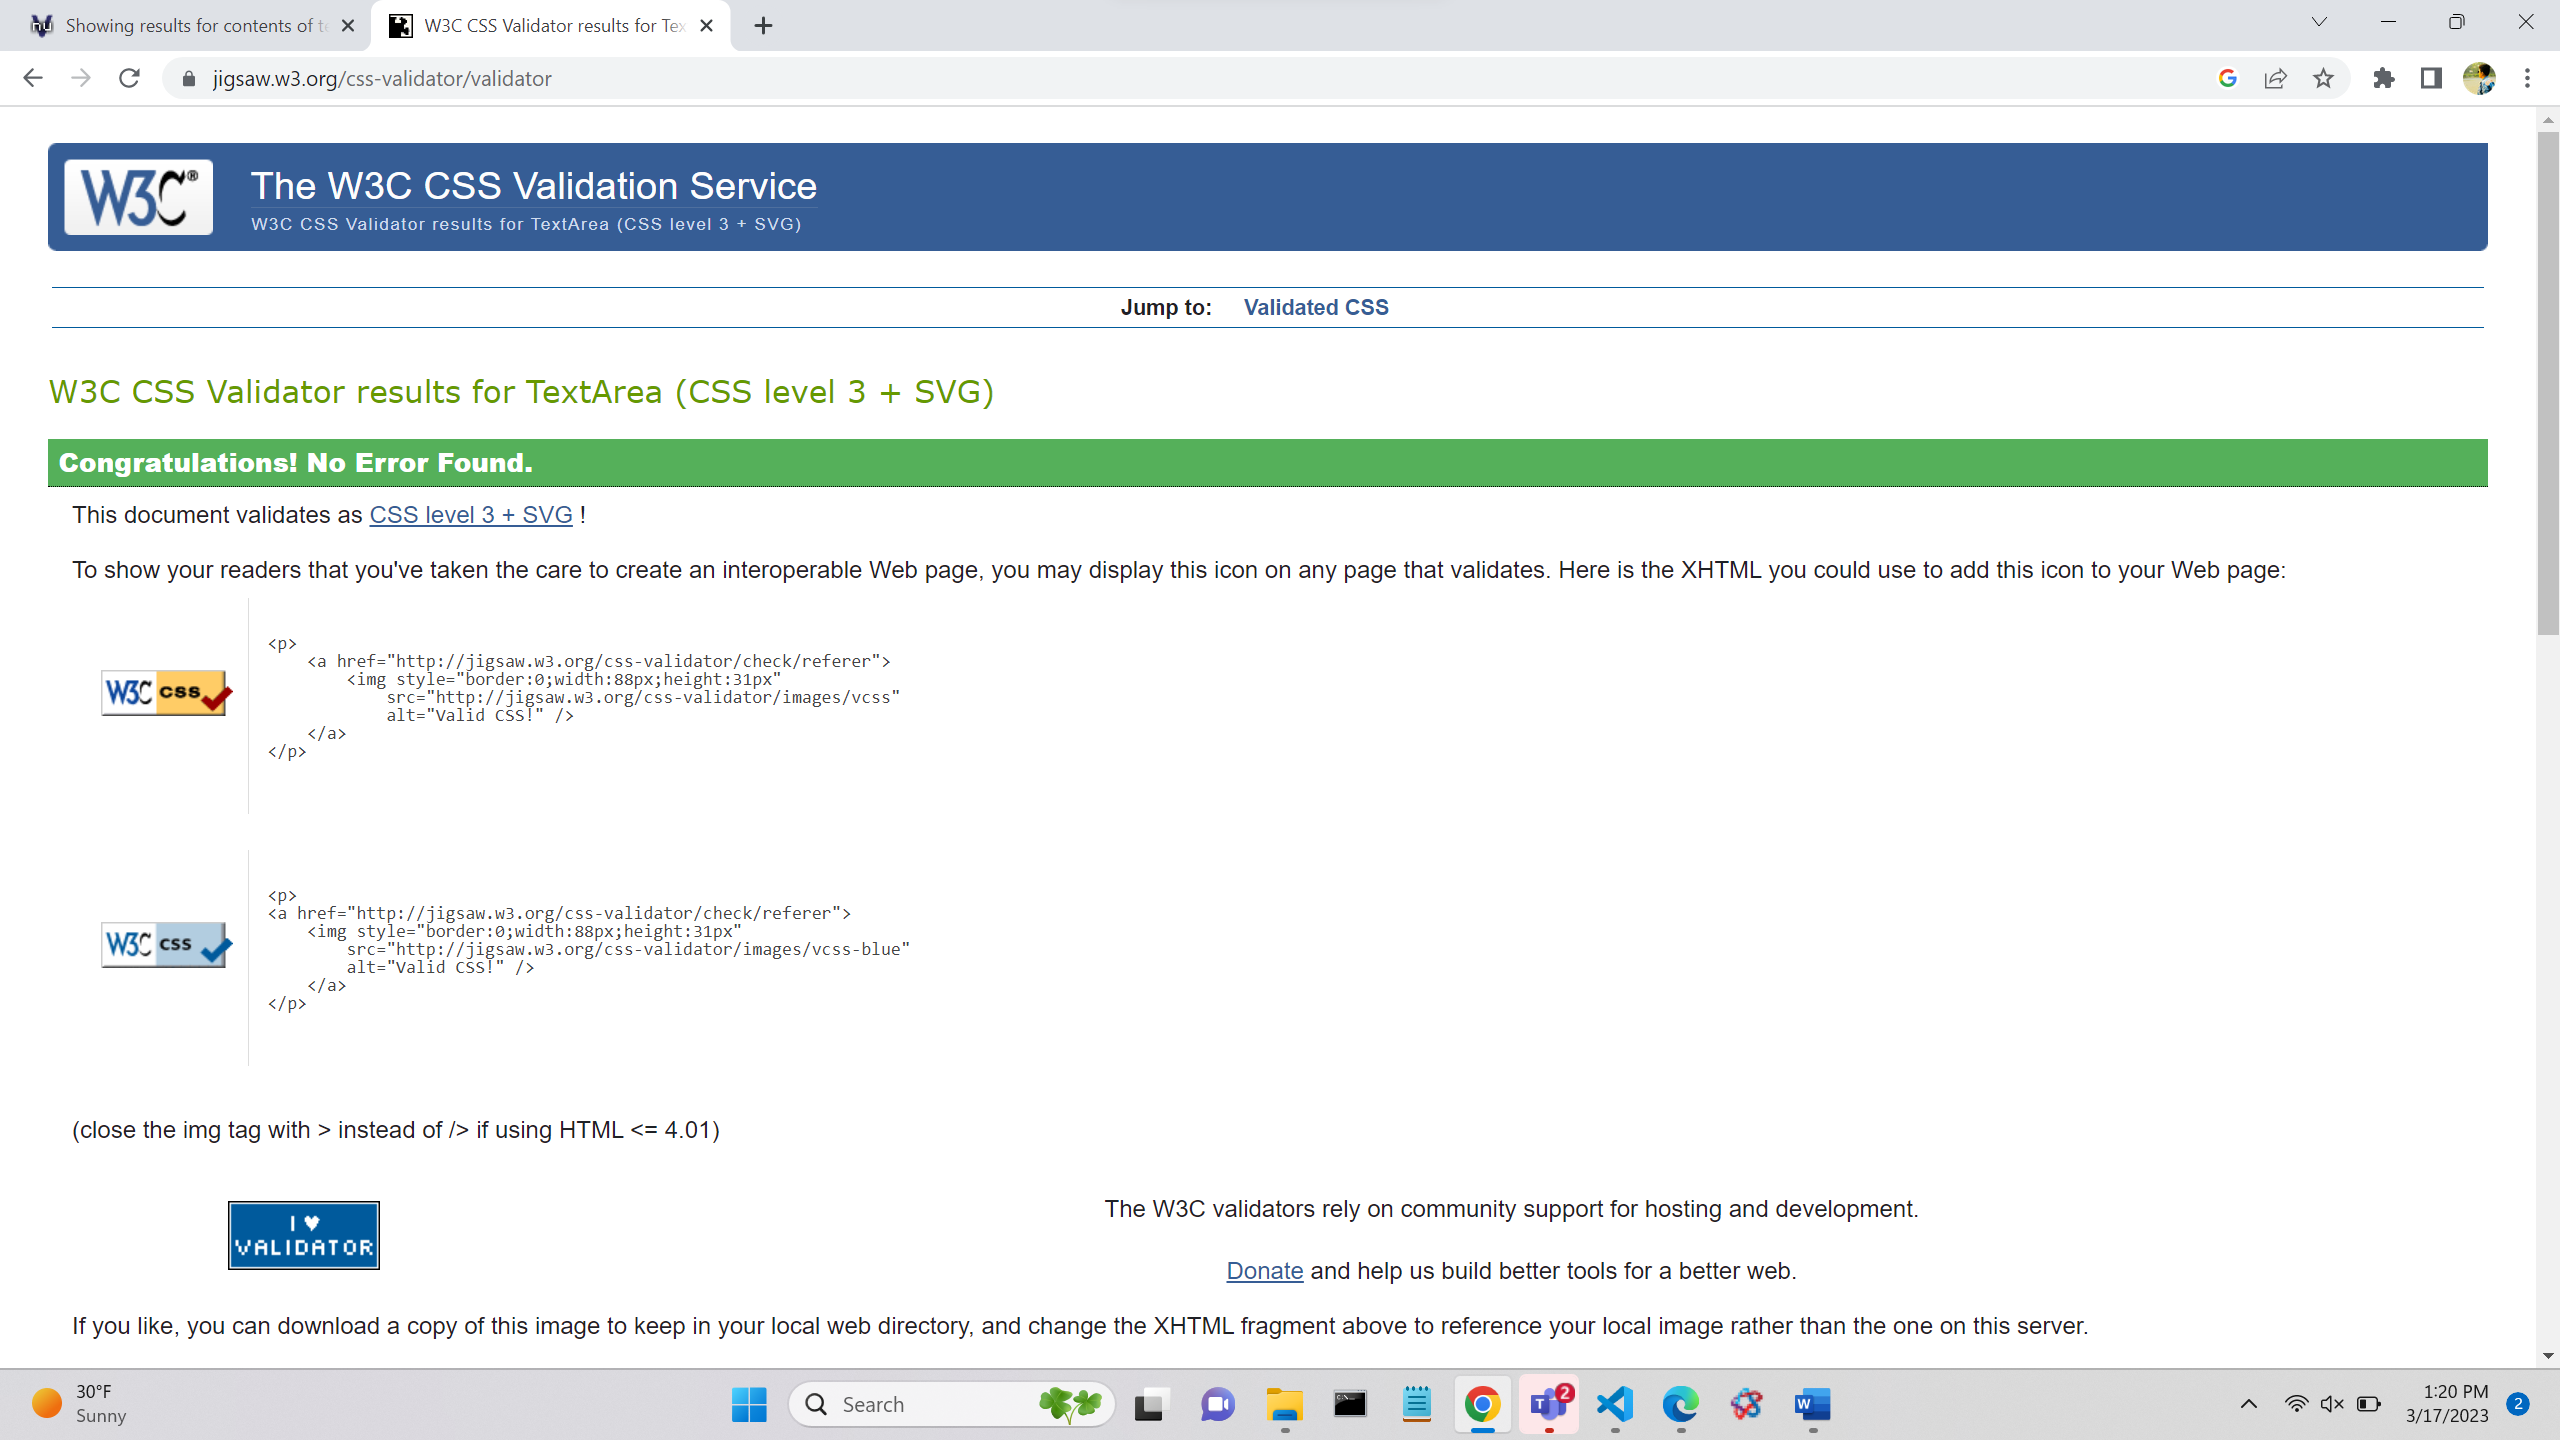 Showing results for contents of te
W3C CSS Validator results for Tex
jigsaw.w3.org/css-validator/validator
W3C®
The W3C CSS Validation Service
W3C CSS Validator results for TextArea (CSS level 3 + SVG)
Jump to: Validated CSS
W3C CSS Validator results for TextArea (CSS level 3 + SVG)
Congratulations! No Error Found.
This document validates as CSS level 3 + SVG !
To show your readers that you've taken the care to create an interoperable Web page, you may display this icon on any page that validates. Here is the XHTML you could use to add this icon to your Web page:
W3C css
<p>
<a href="http://jigsaw.w3.org/css-validator/check/referer">
<img style="border:0;width:88px;height:31px"
src="http://jigsaw.w3.org/css-validator/images/vcss"
alt="Valid CSS!" />
</a>
</p>
W3C css
<p>
<a href="http://jigsaw.w3.org/css-validator/check/referer">
<img style="border:0;width:88px;height:31px"
src="http://jigsaw.w3.org/css-validator/images/vcss-blue"
alt="Valid CSS!" />
</a>
</p>
(close the img tag with > instead of /> if using HTML <= 4.01)
I ♥
VALIDATOR
The W3C validators rely on community support for hosting and development.
Donate and help us build better tools for a better web.
If you like, you can download a copy of this image to keep in your local web directory, and change the XHTML fragment above to reference your local image rather than the one on this server.
30°F
Sunny
Search
2
1:20 PM
3/17/2023
2